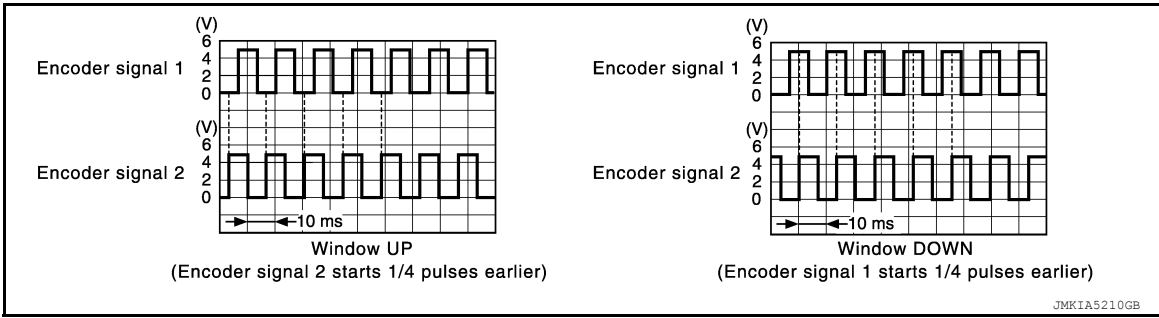 (V)
6
4
2
0
Encoder signal 1
(V)
6
4
2
0
Encoder signal 2
10 ms
Window UP
(Encoder signal 2 starts 1/4 pulses earlier)
(V)
6
4
2
0
Encoder signal 1
(V)
6
4
2
0
Encoder signal 2
10 ms
Window DOWN
(Encoder signal 1 starts 1/4 pulses earlier)
JMKIA5210GB